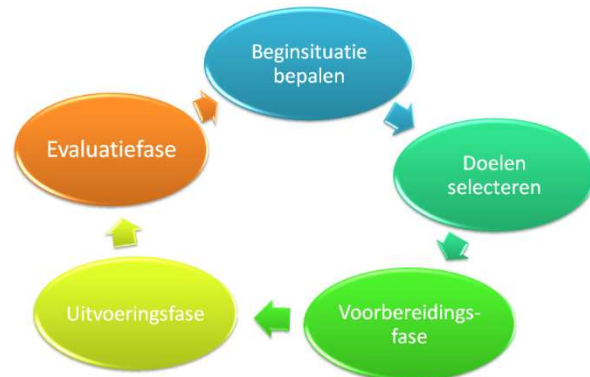 Beginsituatie
bepalen
Doelen
selecteren
Voorbereidings-
fase
Uitvoeringsfase
Evaluatiefase